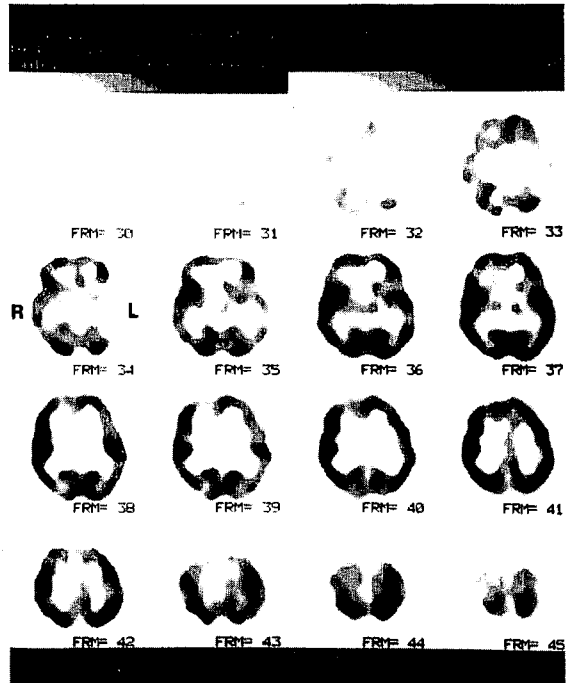 FRM= 30 FRM= 31 FRM= 32 FRM= 33
R L
FRM= 34 FRM= 35 FRM= 36 FRM= 37
FRM= 38 FRM= 39 FRM= 40 FRM= 41
FRM= 42 FRM= 43 FRM= 44 FRM= 45